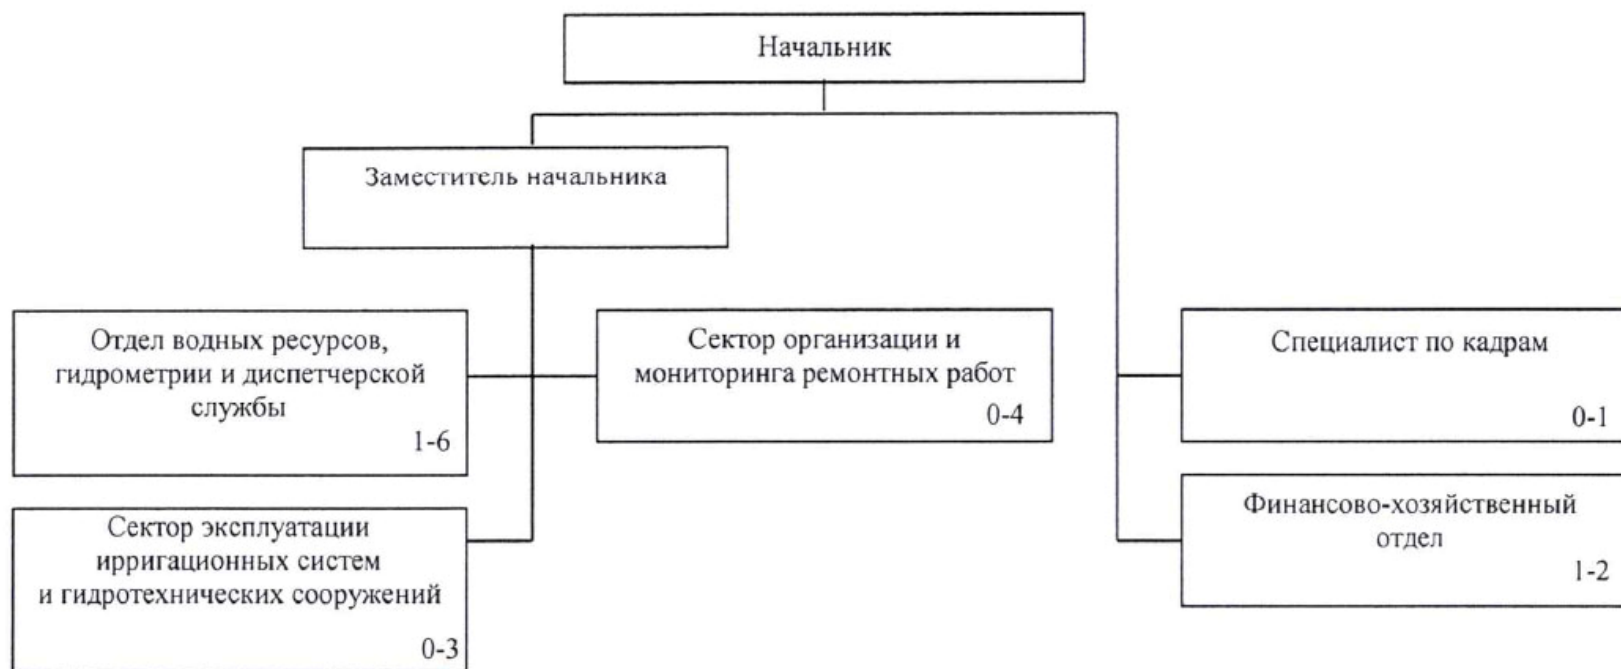 Начальник
Заместитель начальника
Отдел водных ресурсов,
гидрометрии и диспетчерской
службы
1-6
Сектор организации и
мониторинга ремонтных работ
0-4
Специалист по кадрам
0-1
Сектор эксплуатации
ирригационных систем
и гидротехнических сооружений
0-3
Финансово-хозяйственный
отдел
1-2